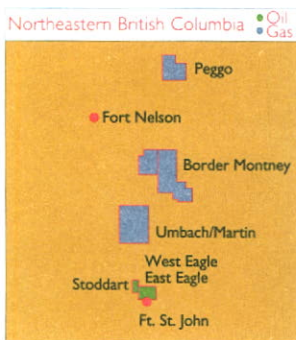 Northeastern British Columbia
Oil
Gas
Peggo
Fort Nelson
Border Montney
Umbach/Martin
West Eagle
East Eagle
Stoddart
Ft. St. John